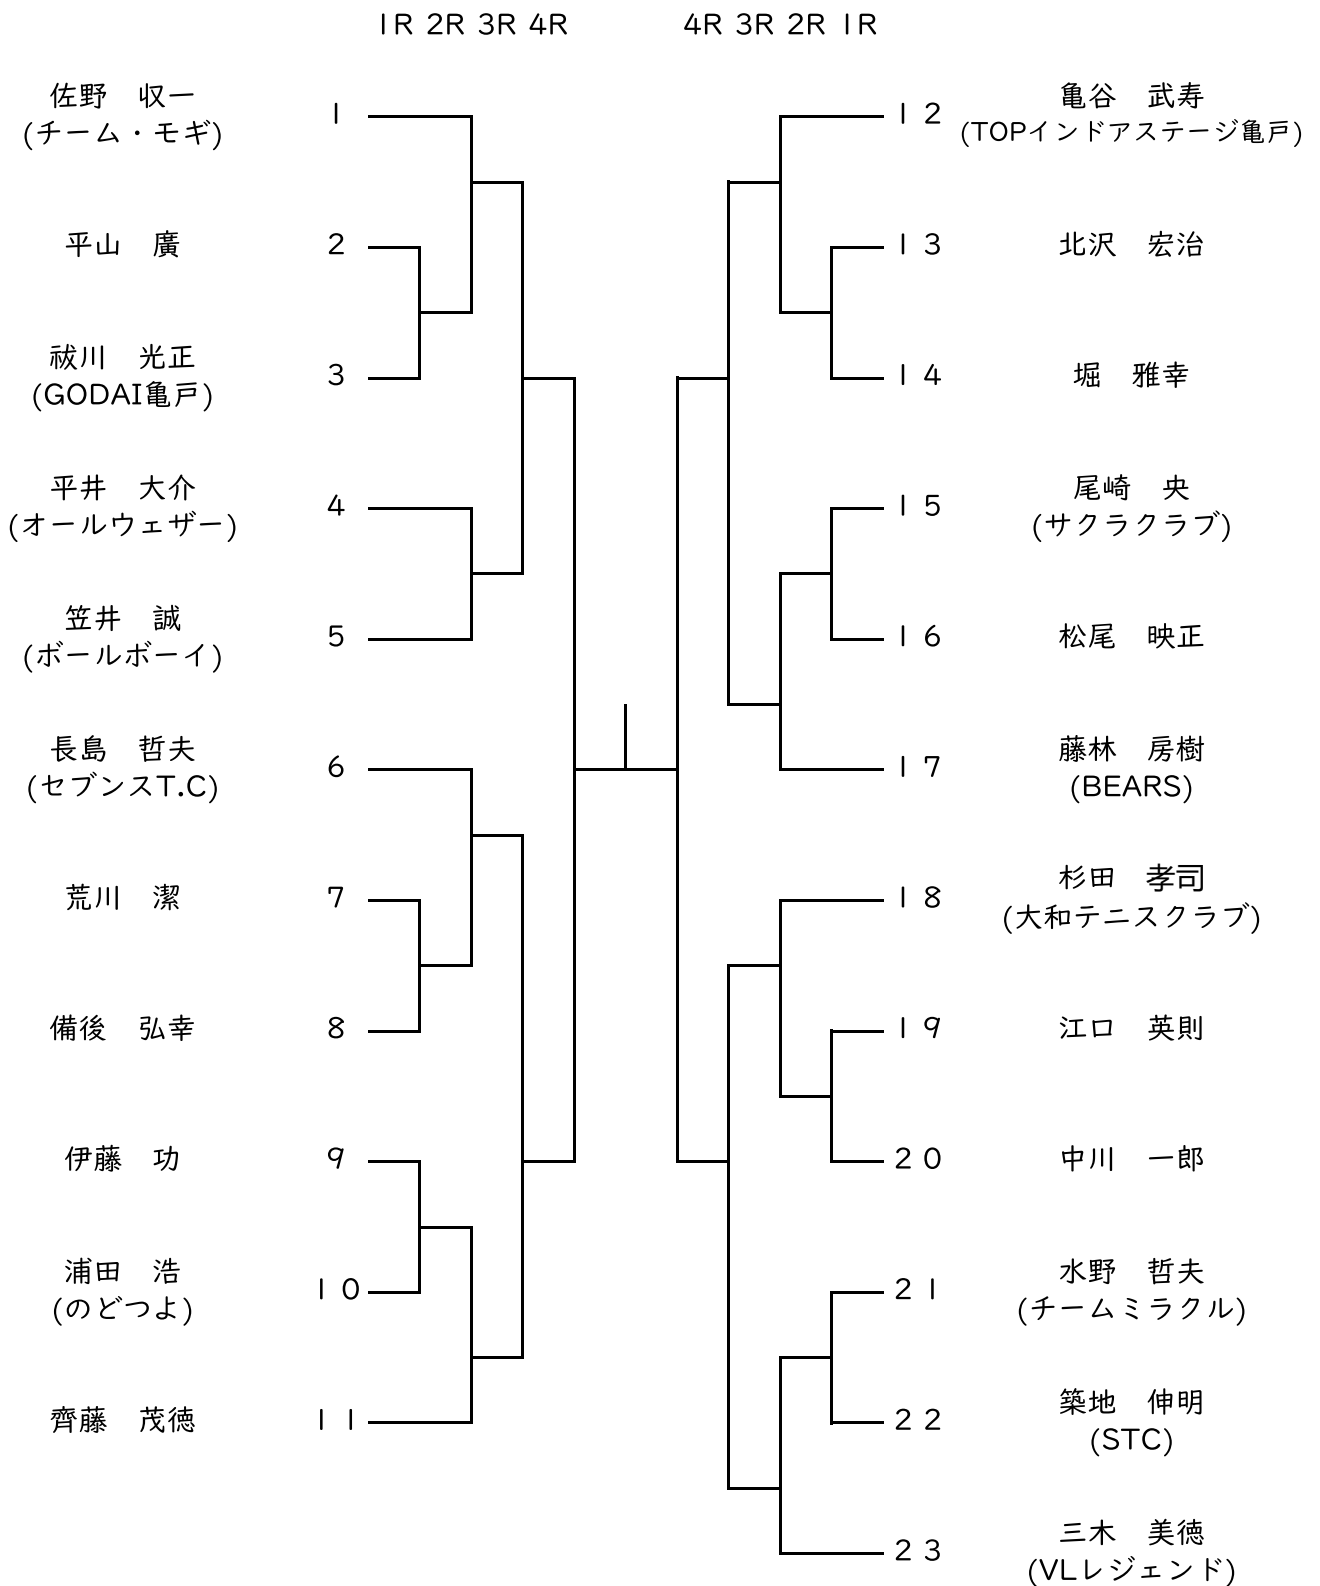 1R 2R 3R 4R
4R 3R 2R 1R
佐野　収一
(チーム・モギ)
1
平山　廣
2
祓川　光正
(GODAI亀戸)
3
平井　大介
(オールウェザー)
4
笠井　誠
(ボールボーイ)
5
長島　哲夫
(セブンスT.C)
6
荒川　潔
7
備後　弘幸
8
伊藤　功
9
浦田　浩
(のどつよ)
10
齊藤　茂徳
11
12
亀谷　武寿
(TOPインドアステージ亀戸)
13
北沢　宏治
14
堀　雅幸
15
尾崎　央
(サクラクラブ)
16
松尾　映正
17
藤林　房樹
(BEARS)
18
杉田　孝司
(大和テニスクラブ)
19
江口　英則
20
中川　一郎
21
水野　哲夫
(チームミラクル)
22
築地　伸明
(STC)
23
三木　美徳
(VLレジェンド)